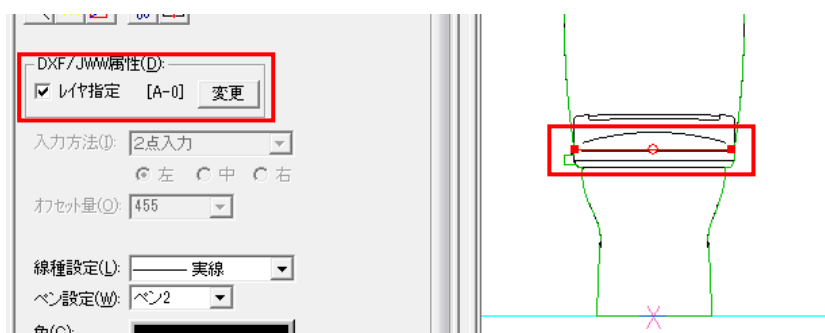 DXF/JWW属性(D):
レイヤ指定 [A-0] 変更
入力方法(I): 2点入力
左 中 右
オフセット量(O): 455
線種設定(L): 実線
ペン設定(W): ペン2
色(C):